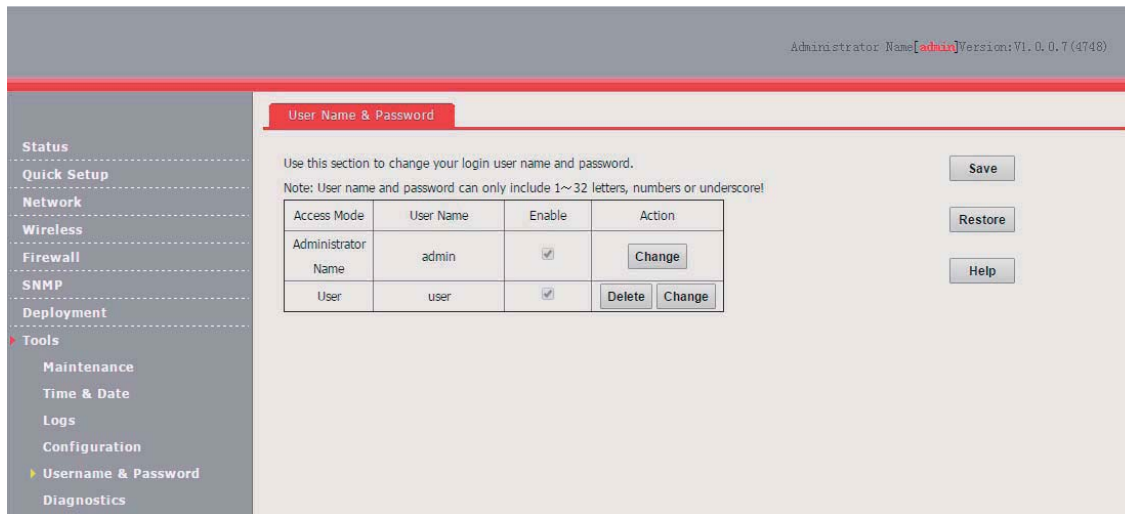 Administrator Name[admin]Version:V1.0.0.7(4748)
User Name & Password
Status
Quick Setup
Network
Wireless
Firewall
SNMP
Deployment
Tools
Maintenance
Time & Date
Logs
Configuration
Username & Password
Diagnostics
Use this section to change your login user name and password.
Note: User name and password can only include 1~32 letters, numbers or underscore!
Access Mode User Name Enable Action
Administrator
Name admin Change
User user Delete Change
Save
Restore
Help